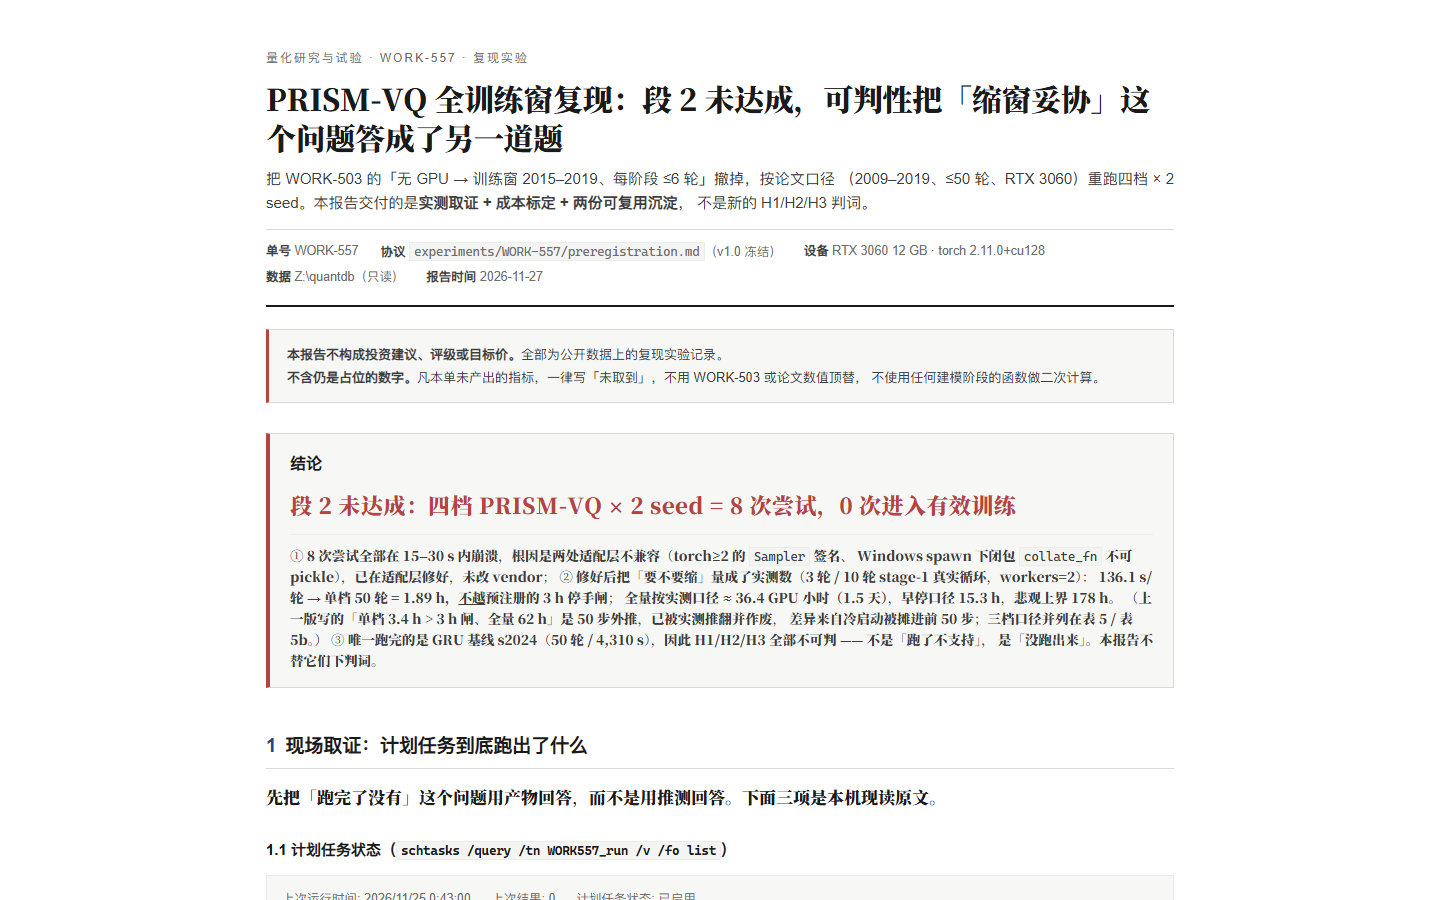 量化研究与试验 · WORK-557 · 复现实验
PRISM-VQ 全训练窗复现：段 2 未达成，可判性把「缩窗妥协」这
个问题答成了另一道题
把 WORK-503 的「无 GPU → 训练窗 2015–2019、每阶段 ≤6 轮」撤掉，按论文口径 （2009–2019、≤50 轮、RTX 3060）重跑四档 × 2
seed。本报告交付的是实测取证 + 成本标定 + 两份可复用沉淀， 不是新的 H1/H2/H3 判词。
单号 WORK-557 协议 experiments/WORK-557/preregistration.md （v1.0 冻结） 设备 RTX 3060 12 GB · torch 2.11.0+cu128
数据 Z:\quantdb（只读） 报告时间 2026-11-27
本报告不构成投资建议、评级或目标价。全部为公开数据上的复现实验记录。
不含仍是占位的数字。凡本单未产出的指标，一律写「未取到」，不用 WORK-503 或论文数值顶替， 不使用任何建模阶段的函数做二次计算。
结论
段 2 未达成：四档 PRISM-VQ × 2 seed = 8 次尝试，0 次进入有效训练
① 8 次尝试全部在 15–30 s 内崩溃，根因是两处适配层不兼容（torch≥2 的 Sampler 签名、 Windows spawn 下闭包 collate_fn 不可
pickle），已在适配层修好，未改 vendor； ② 修好后把「要不要缩」量成了实测数（3 轮 / 10 轮 stage-1 真实循环，workers=2）： 136.1 s/
轮 → 单档 50 轮 = 1.89 h，不越预注册的 3 h 停手闸； 全量按实测口径 ≈ 36.4 GPU 小时（1.5 天），早停口径 15.3 h，悲观上界 178 h。 （上
一版写的「单档 3.4 h > 3 h 闸、全量 62 h」是 50 步外推，已被实测推翻并作废， 差异来自冷启动被摊进前 50 步；三档口径并列在表 5 / 表
5b。） ③ 唯一跑完的是 GRU 基线 s2024（50 轮 / 4,310 s），因此 H1/H2/H3 全部不可判 —— 不是「跑了不支持」， 是「没跑出来」。本报告不
替它们下判词。
1 现场取证：计划任务到底跑出了什么
先把「跑完了没有」这个问题用产物回答，而不是用推测回答。下面三项是本机现读原文。
1.1 计划任务状态（schtasks /query /tn WORK557_run /v /fo list）
上次运行时间: 2026/11/25 0:43:00 上次结果: 0 计划任务状态: 已启用